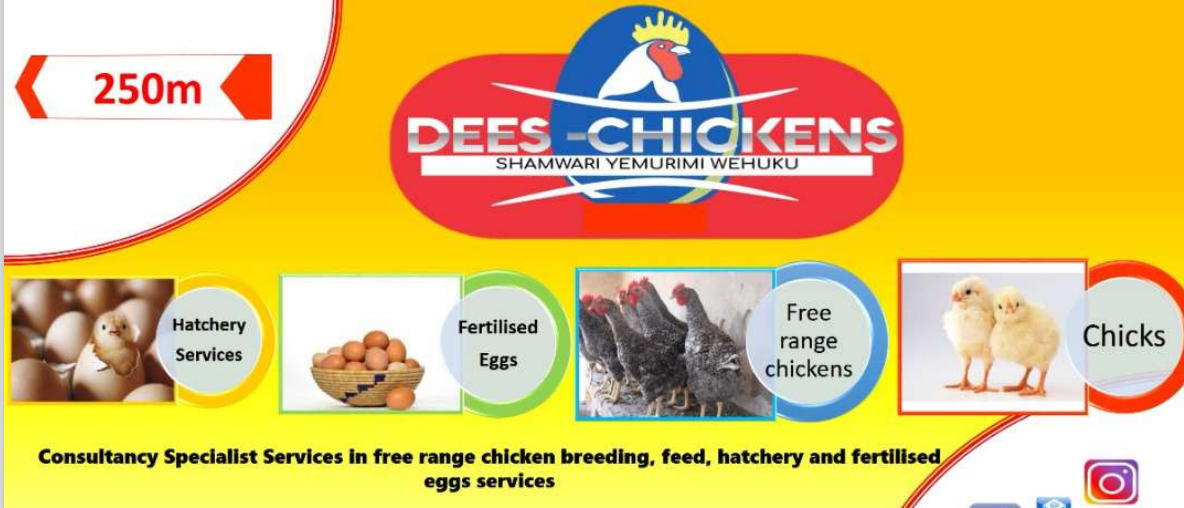 250m
DEES -CHICKENS
SHAMWARI YEMURIMI WEHUKU
Hatchery
Services
Fertilised
Eggs
Free
range
chickens
Chicks
Consultancy Specialist Services in free range chicken breeding, feed, hatchery and fertilised
eggs services